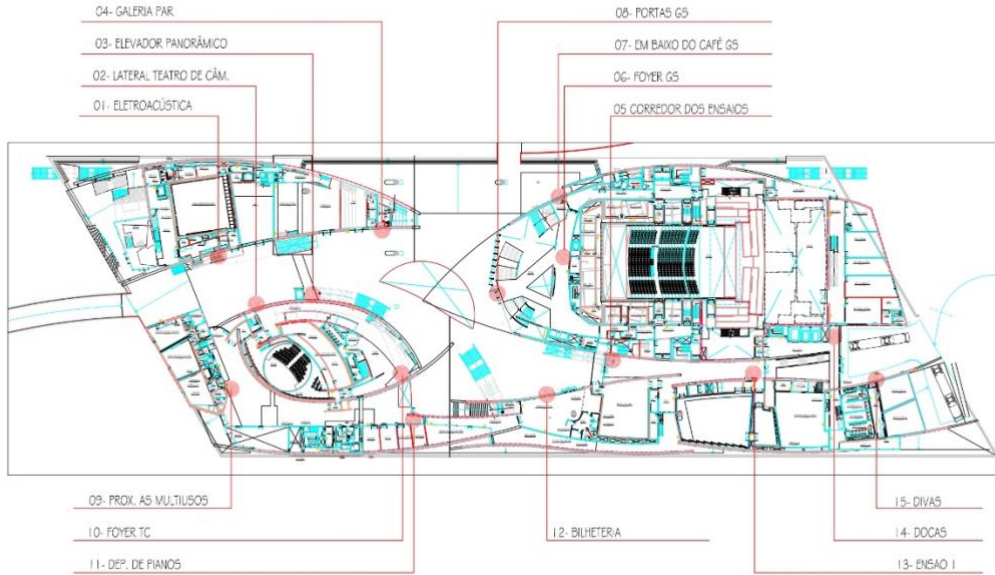 04- GALERIA PAR
03- ELEVADOR PANORÂMICO
02- LATERAL TEATRO DE CÂM.
01- ELETROACÚSTICA
08- PORTAS GS
07- EM BAIXO DO CAFÉ GS
06- FOYER GS
05 CORREDOR DOS ENSAIOS
09- PROX. AS MULTIUSOS
10- FOYER TC
11- DEP. DE PIANOS
12- BILHETERIA
15- DIVAS
14- DOCAS
13- ENSAO 1